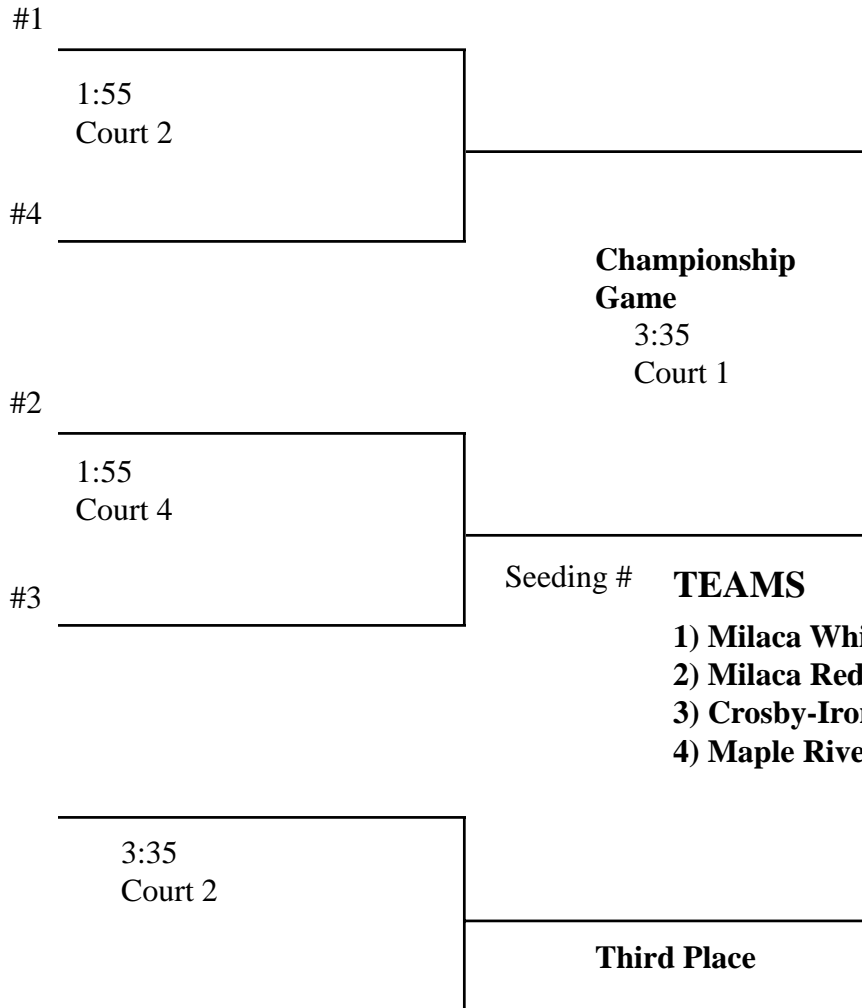 #1
1:55
Court 2
#4
Championship
Game
3:35
Court 1
#2
1:55
Court 4
Seeding # TEAMS
#3
1) Milaca
2) Milaca Red
3)
4) Maple
3:35
Court 2
Third Place